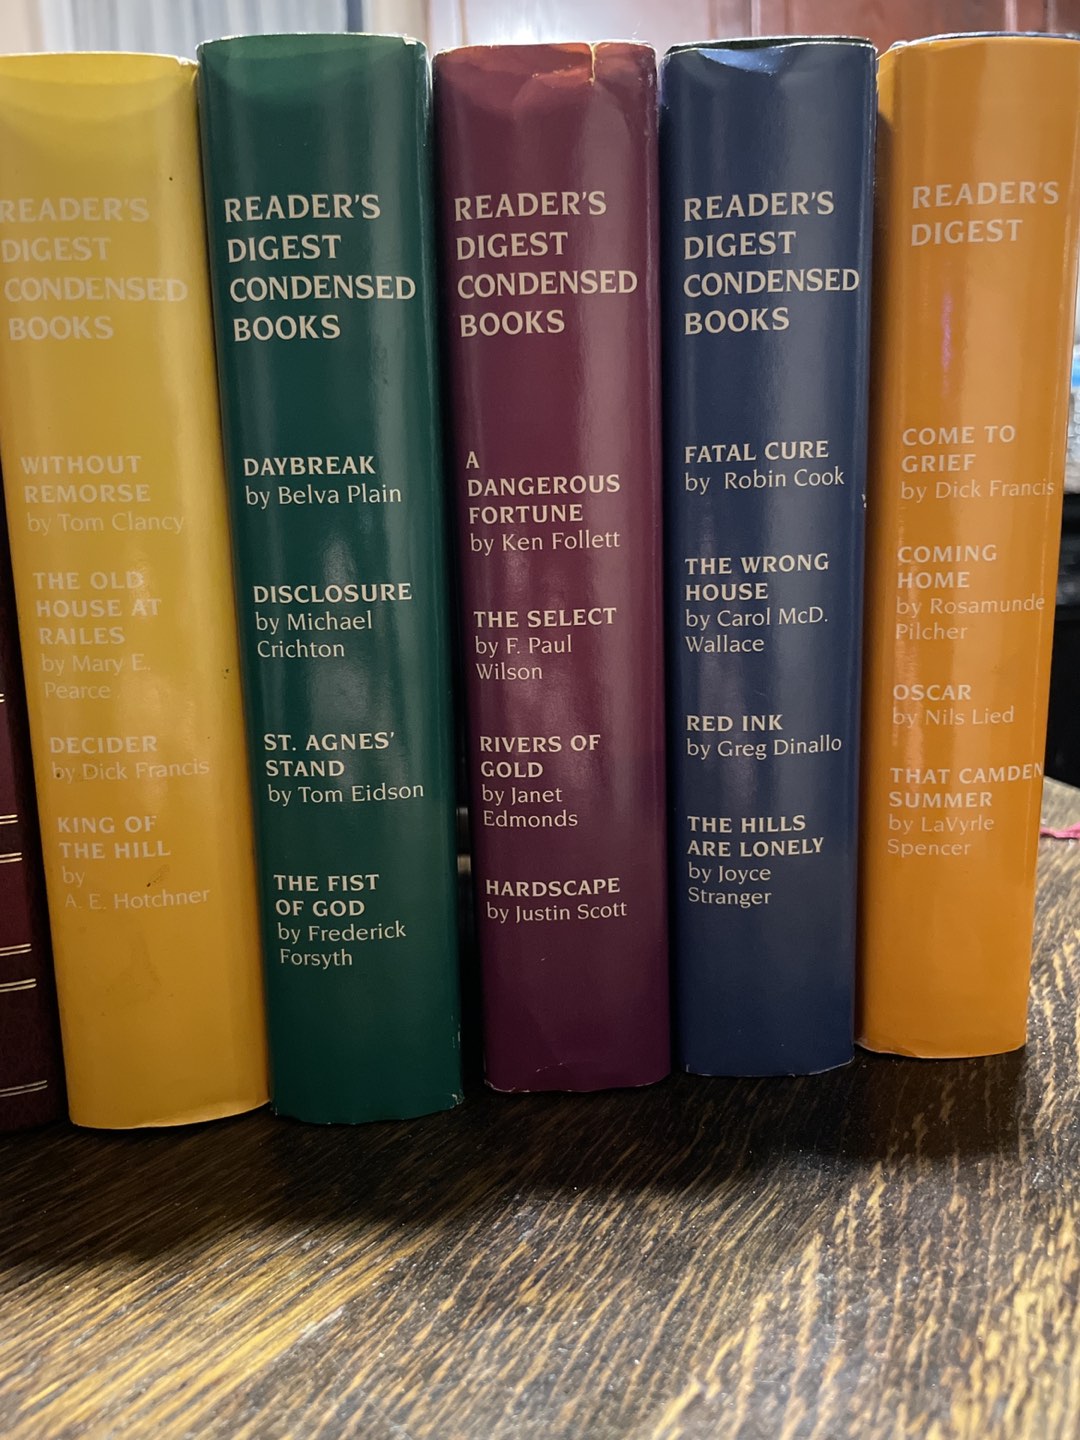 READER'S
DIGEST
CONDENSED
BOOKS
WITHOUT
REMORSE
by Tom Clancy
THE OLD
HOUSE AT
RAILES
by Mary E.
Pearce
DECIDER
by Dick Francis
KING OF
THE HILL
by
A. E. Hotchner
READER'S
DIGEST
CONDENSED
BOOKS
DAYBREAK
by Belva Plain
DISCLOSURE
by Michael
Crichton
ST. AGNES'
STAND
by Tom Eidson
THE FIST
OF GOD
by Frederick
Forsyth
READER'S
DIGEST
CONDENSED
BOOKS
A
DANGEROUS
FORTUNE
by Ken Follett
THE SELECT
by F. Paul
Wilson
RIVERS OF
GOLD
by Janet
Edmonds
HARDSCAPE
by Justin Scott
READER'S
DIGEST
CONDENSED
BOOKS
FATAL CURE
by Robin Cook
THE WRONG
HOUSE
by Carol McD.
Wallace
RED INK
by Greg Dinallo
THE HILLS
ARE LONELY
by Joyce
Stranger
READER'S
DIGEST
COME TO
GRIEF
by Dick Francis
COMING
HOME
by Rosamunde
Pilcher
OSCAR
by Nils Lied
THAT CAMDEN
SUMMER
by LaVyrle
Spencer